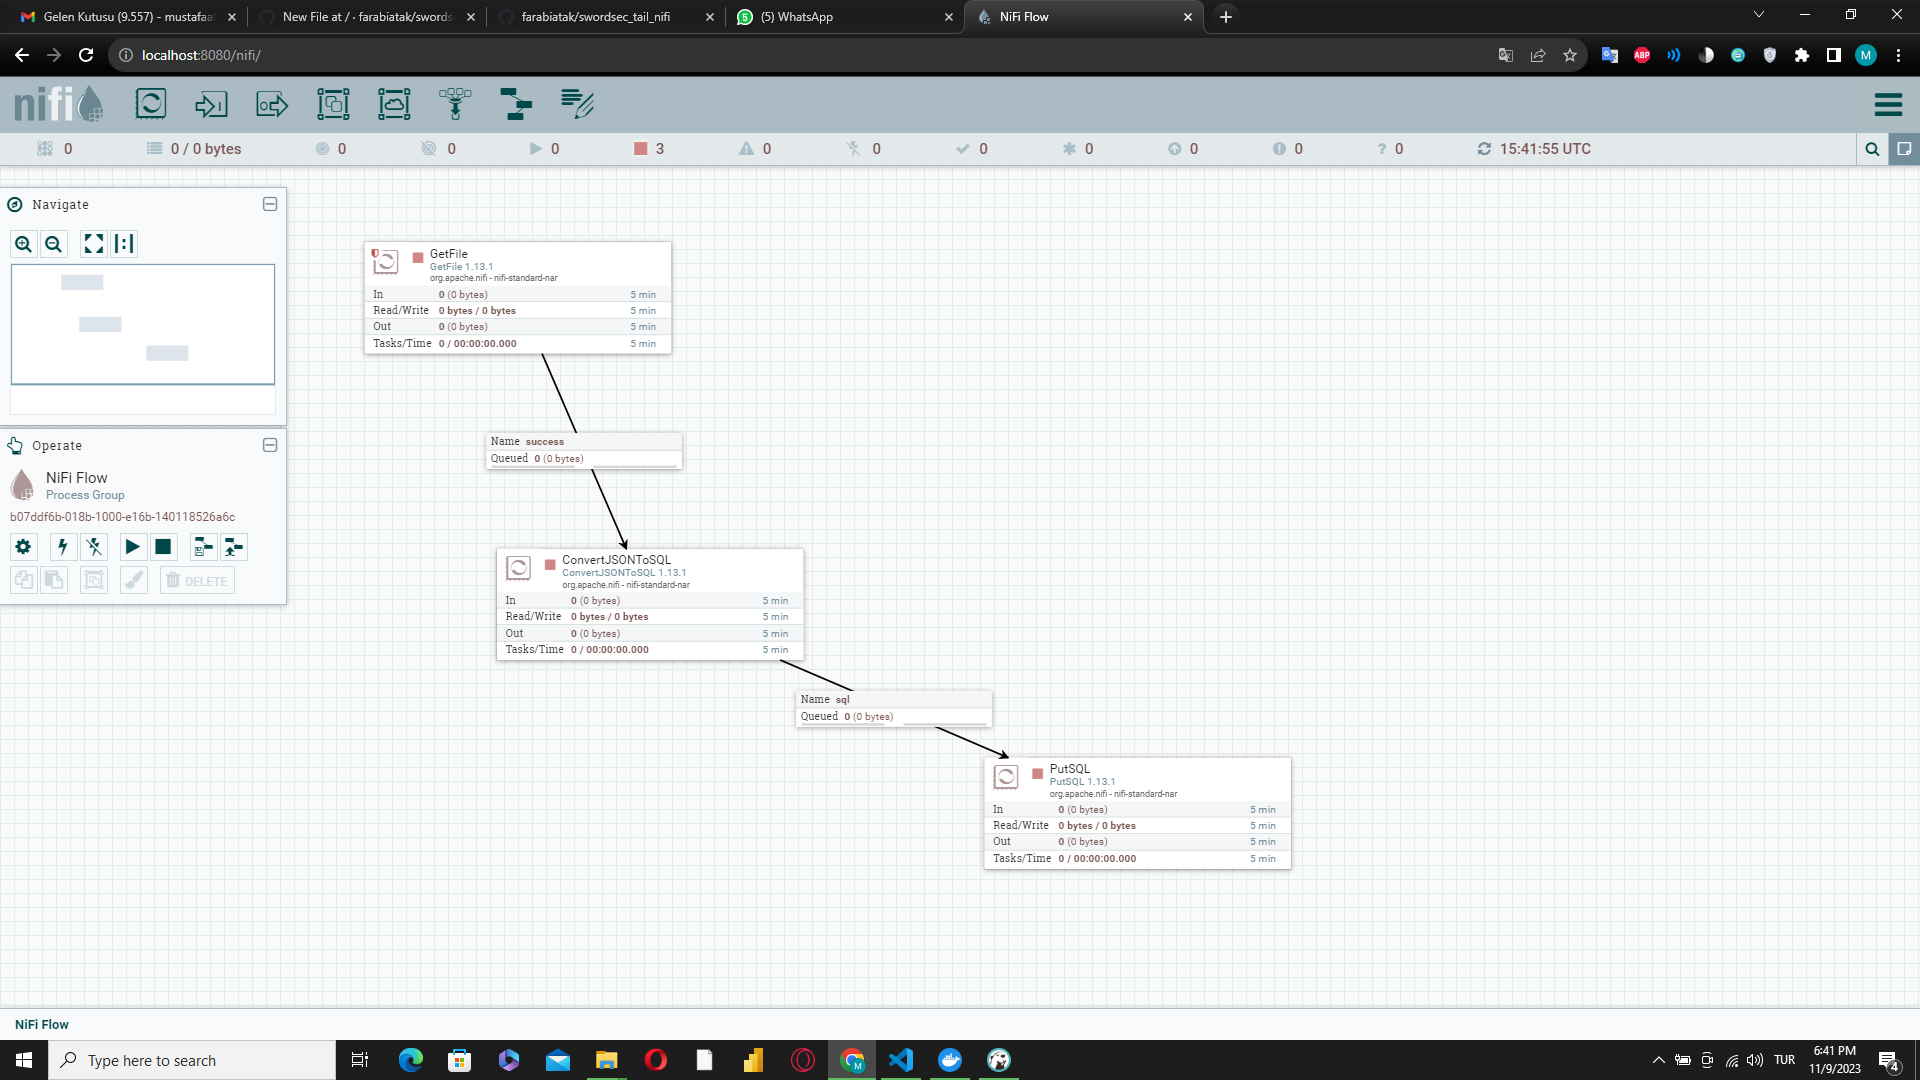 Gelen Kutusu (9.557) - mustafaa
New File at / · farabiatak/swords
farabiatak/swordsec_tail_nifi
(5) WhatsApp
NiFi Flow
localhost:8080/nifi/
ABP
M
nifi
0
0 / 0 bytes
0
0
0
3
0
0
0
0
0
0
0
15:41:55 UTC
Navigate
Operate
NiFi Flow
Process Group
b07ddf6b-018b-1000-e16b-140118526a6c
DELETE
GetFile
GetFile 1.13.1
org.apache.nifi - nifi-standard-nar
In 0 (0 bytes) 5 min
Read/Write 0 bytes / 0 bytes 5 min
Out 0 (0 bytes) 5 min
Tasks/Time 0 / 00:00:00.000 5 min
Name success
Queued 0 (0 bytes)
ConvertJSONToSQL
ConvertJSONToSQL 1.13.1
org.apache.nifi - nifi-standard-nar
In 0 (0 bytes) 5 min
Read/Write 0 bytes / 0 bytes 5 min
Out 0 (0 bytes) 5 min
Tasks/Time 0 / 00:00:00.000 5 min
Name sql
Queued 0 (0 bytes)
PutSQL
PutSQL 1.13.1
org.apache.nifi - nifi-standard-nar
In 0 (0 bytes) 5 min
Read/Write 0 bytes / 0 bytes 5 min
Out 0 (0 bytes) 5 min
Tasks/Time 0 / 00:00:00.000 5 min
NiFi Flow
Type here to search
TUR
6:41 PM
11/9/2023
4